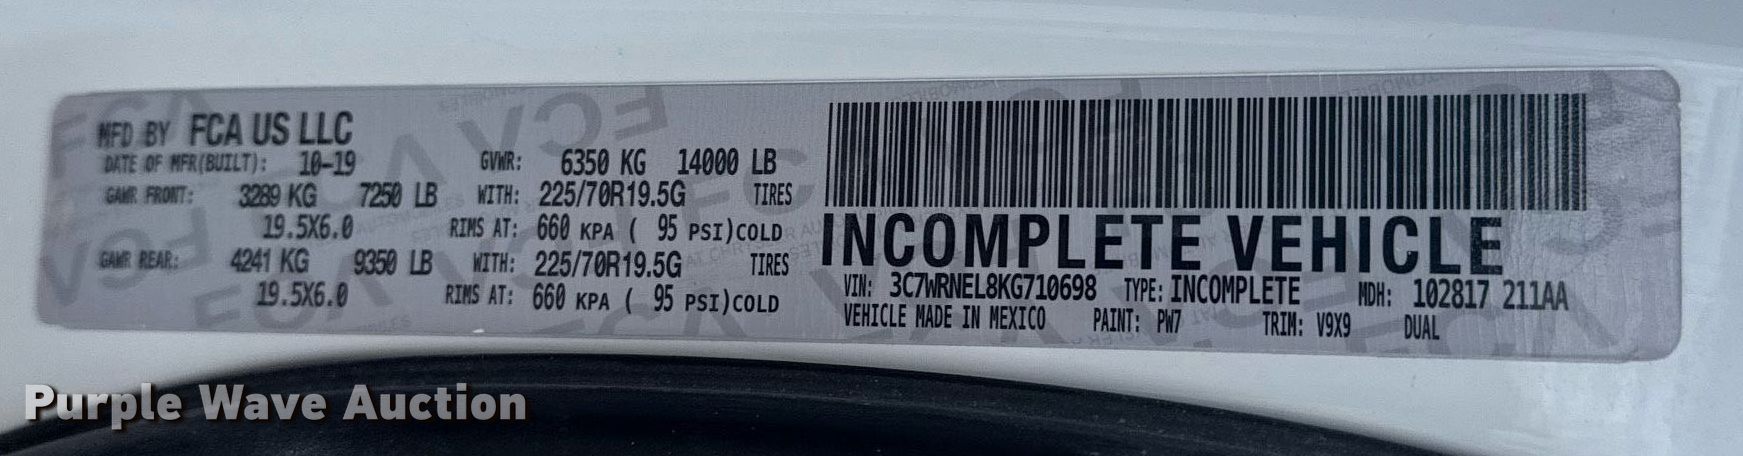 MFD BY FCA US LLC
DATE OF MFR(BUILT): 10-19 GVWR: 6350 KG 14000 LB
GAWR FRONT: 3289 KG 7250 LB WITH: 225/70R19.5G TIRES
19.5X6.0 RIMS AT: 660 KPA ( 95 PSI)COLD
GAWR REAR: 4241 KG 9350 LB WITH: 225/70R19.5G TIRES
19.5X6.0 RIMS AT: 660 KPA ( 95 PSI)COLD
INCOMPLETE VEHICLE
VIN: 3C7WRNEL8KG710698 TYPE: INCOMPLETE MDH: 102817 211AA
VEHICLE MADE IN MEXICO PAINT: PW7 TRIM: V9X9 DUAL
Purple Wave Auction